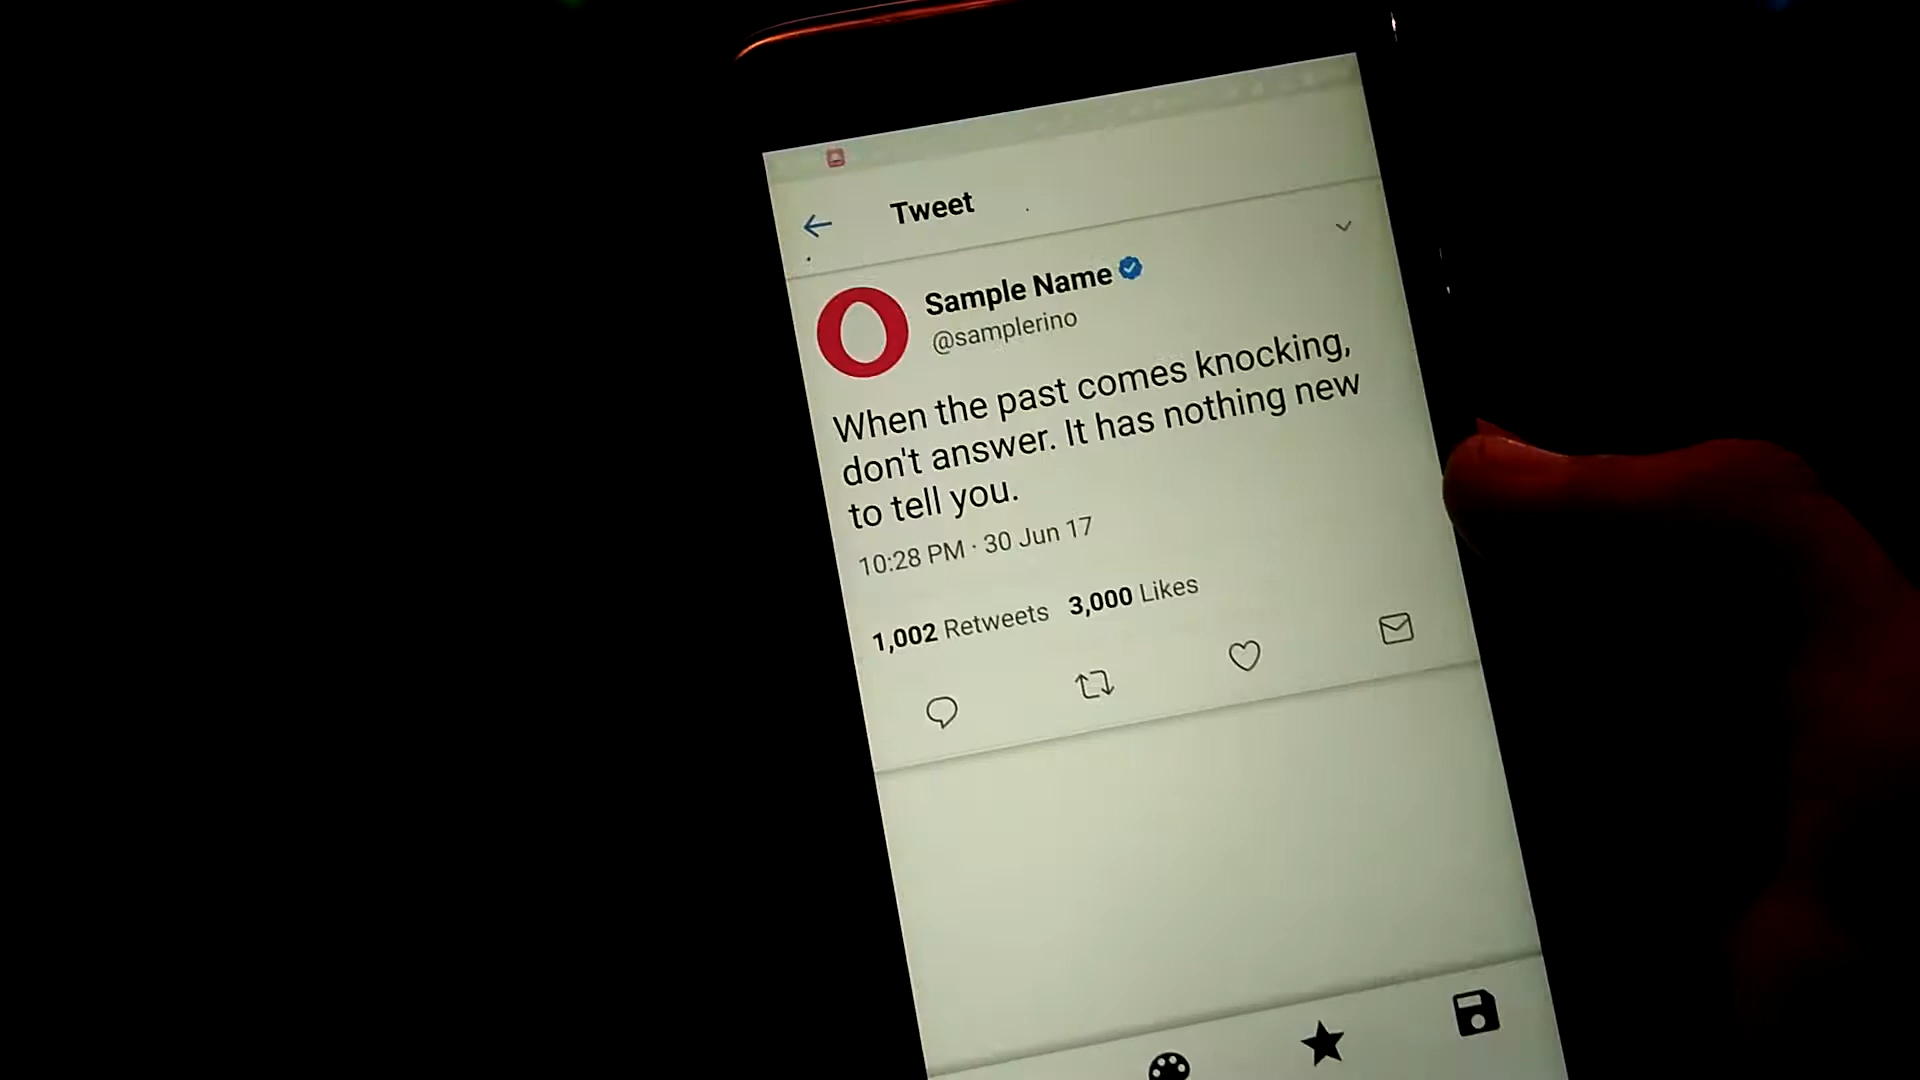 Tweet
Sample Name
@samplerino
When the past comes knocking,
don't answer. It has nothing new
to tell you.
10:28 PM · 30 Jun 17
1,002 Retweets 3,000 Likes